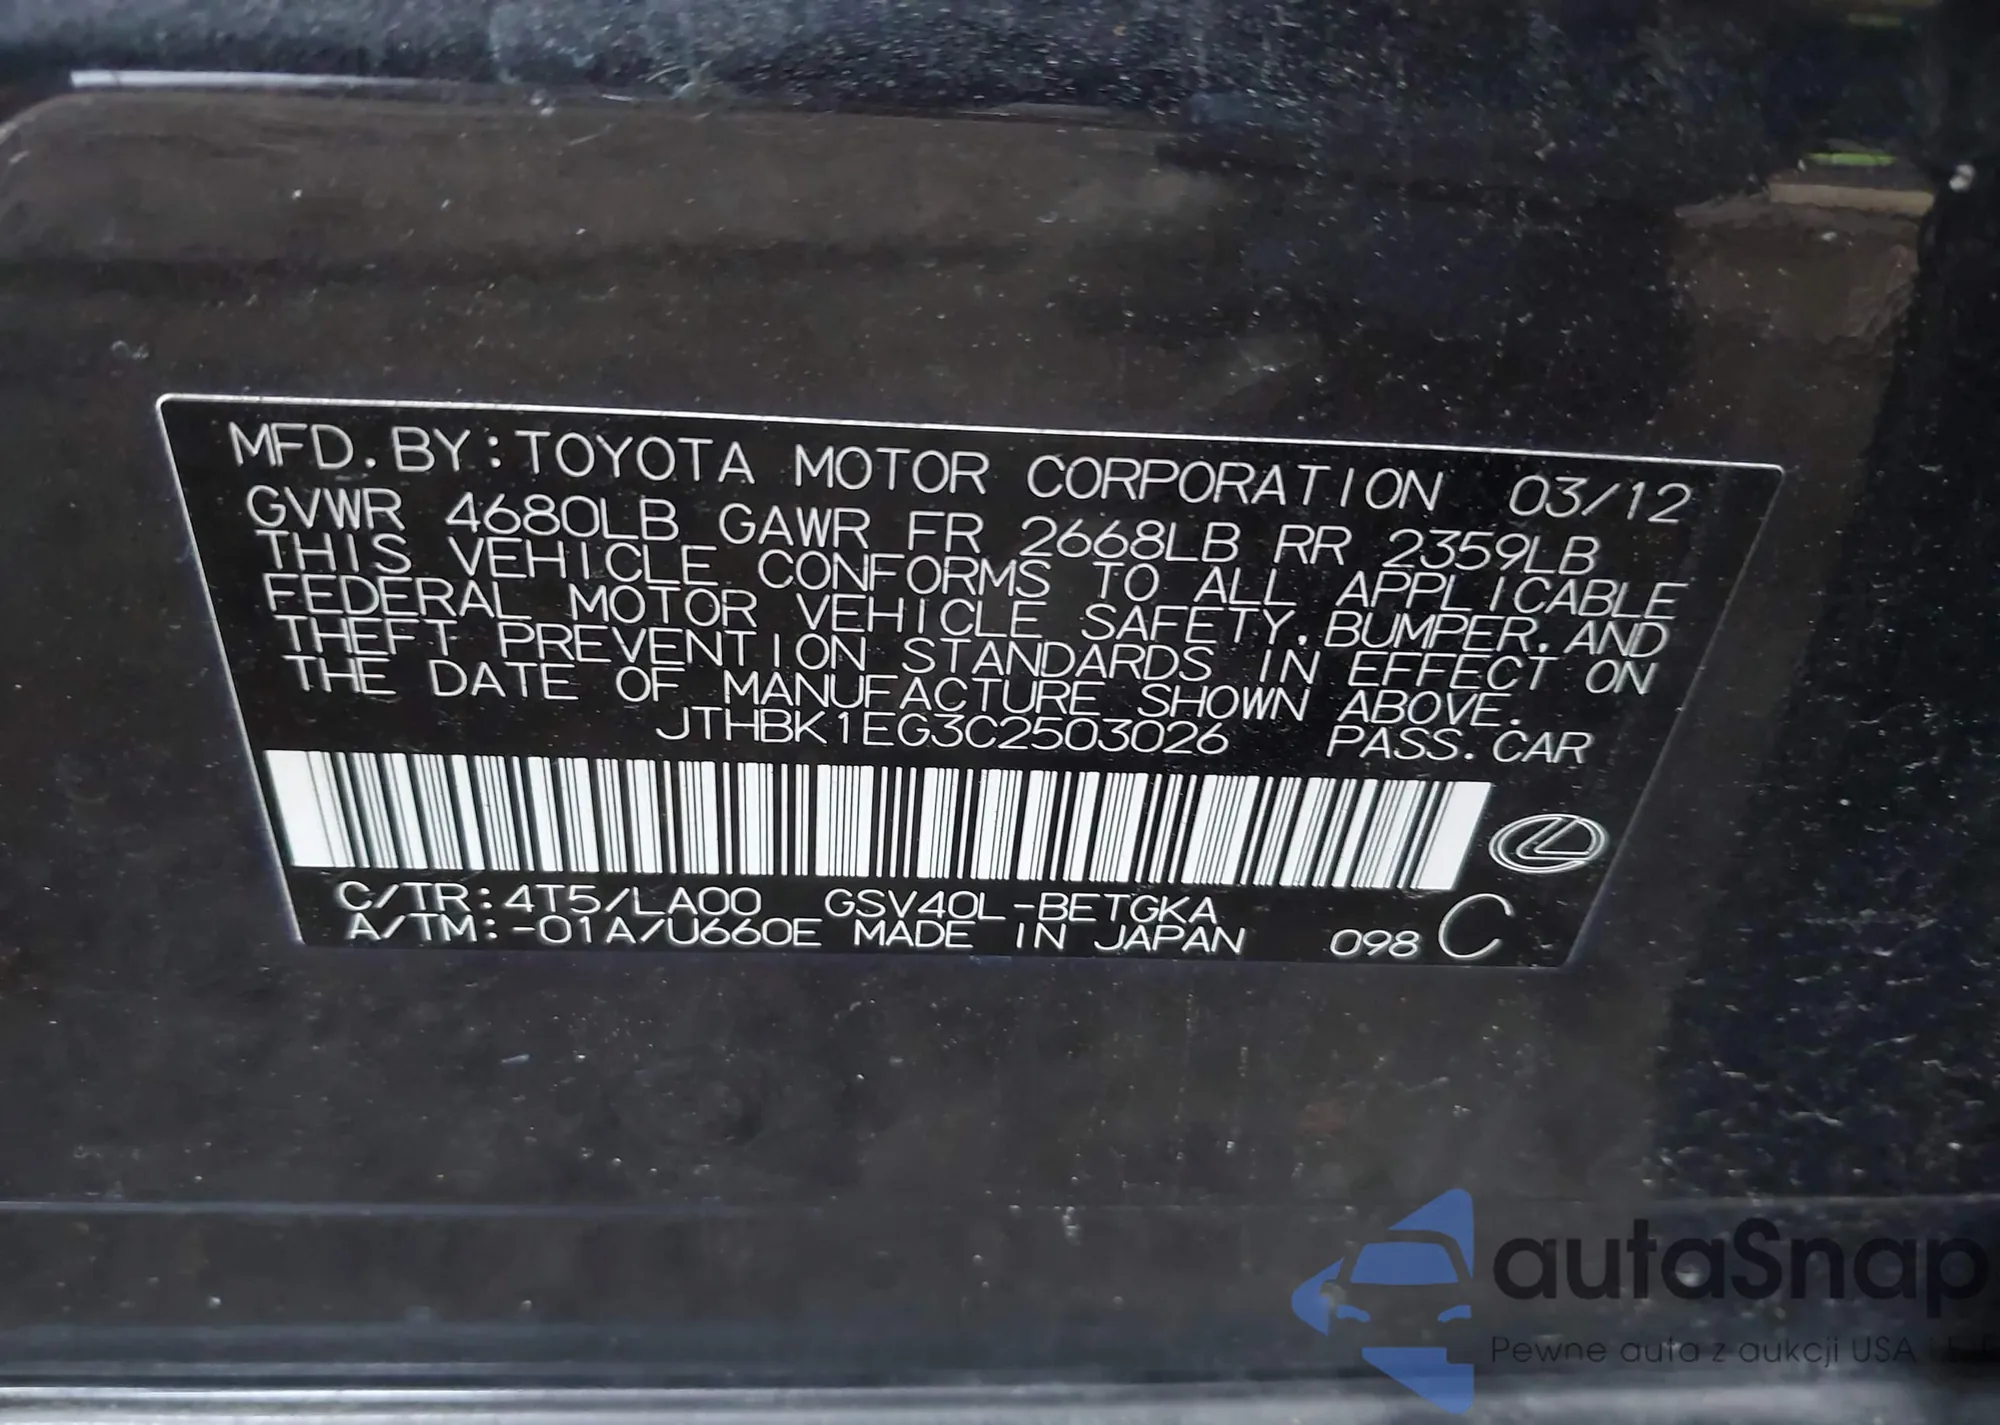 MFD. BY: TOYOTA MOTOR CORPORATION 03/12
GVWR 4680LB GAWR FR 2668LB RR 2359LB
THIS VEHICLE CONFORMS TO ALL APPLICABLE
FEDERAL MOTOR VEHICLE SAFETY, BUMPER, AND
THEFT PREVENTION STANDARDS IN EFFECT ON
THE DATE OF MANUFACTURE SHOWN ABOVE.
JTHBK1EG3C2503026 PASS. CAR
C/TR: 4T5/LA00 GSV40L-BETGKA
A/TM: -01A/U660E MADE IN JAPAN 098 C
autaSnap
Pewne auta z aukcji USA I